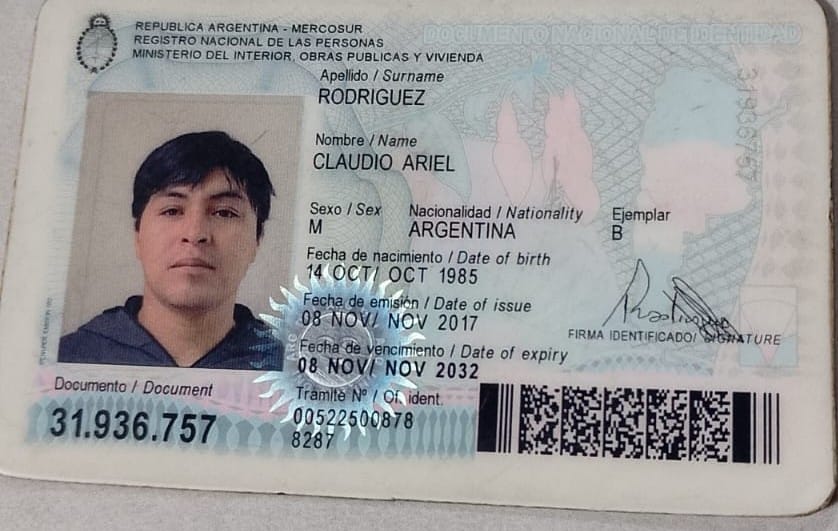 REPUBLICA ARGENTINA - MERCOSUR
REGISTRO NACIONAL DE LAS PERSONAS
MINISTERIO DEL INTERIOR, OBRAS PUBLICAS Y VIVIENDA
DOCUMENTO NACIONAL DE IDENTIDAD
Apellido / Surname
RODRIGUEZ
Nombre / Name
CLAUDIO ARIEL
Sexo / Sex Nacionalidad / Nationality Ejemplar
M ARGENTINA B
Fecha de nacimiento / Date of birth
14 OCT/ OCT 1985
Fecha de emisión / Date of issue
08 NOV/ NOV 2017
FIRMA IDENTIFICADO/ SIGNATURE
Fecha de vencimiento / Date of expiry
08 NOV/ NOV 2032
Documento / Document
31.936.757
Trámite Nº / Of. ident.
00522500878
8287
31936757